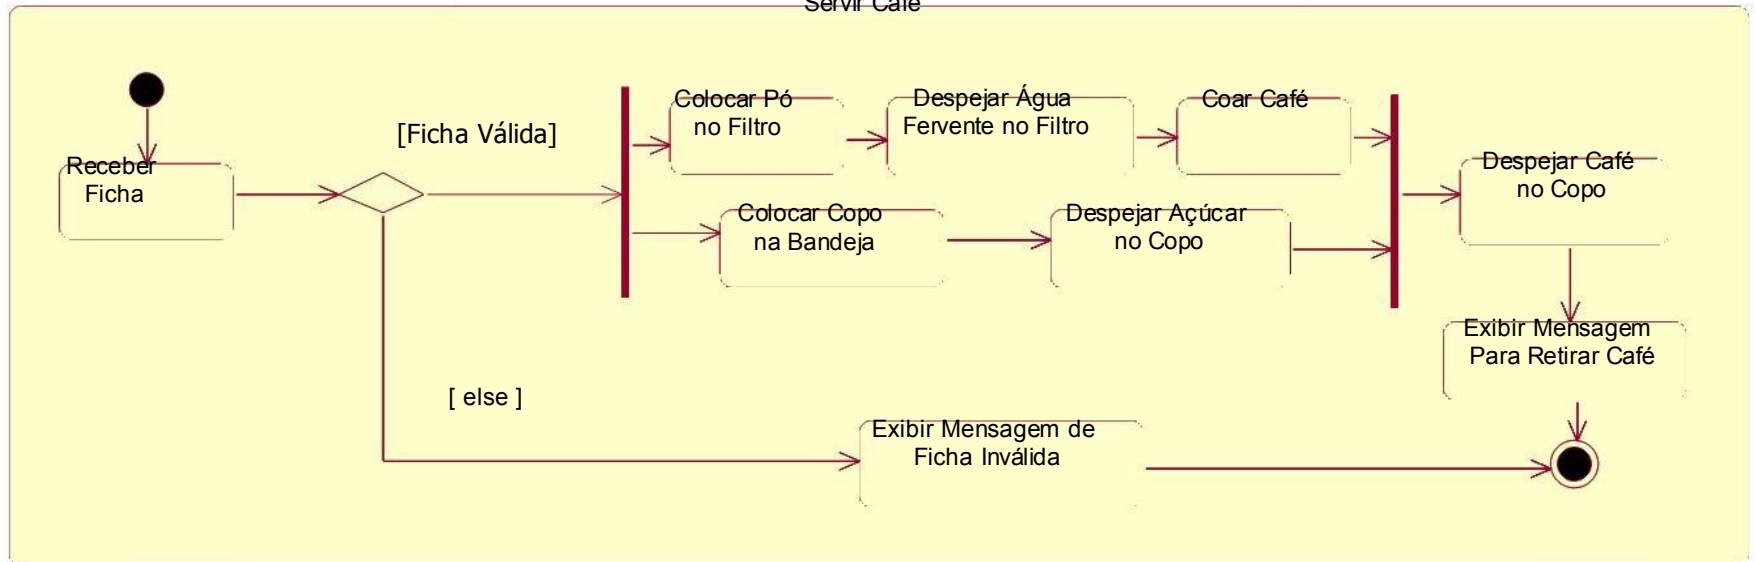 Servir Café
[Ficha Válida]
Receber
Ficha
Colocar Pó
no Filtro
Despejar Água
Fervente no Filtro
Coar Café
Colocar Copo
na Bandeja
Despejar Açúcar
no Copo
Despejar Café
no Copo
Exibir Mensagem
Para Retirar Café
[ else ]
Exibir Mensagem de
Ficha Inválida